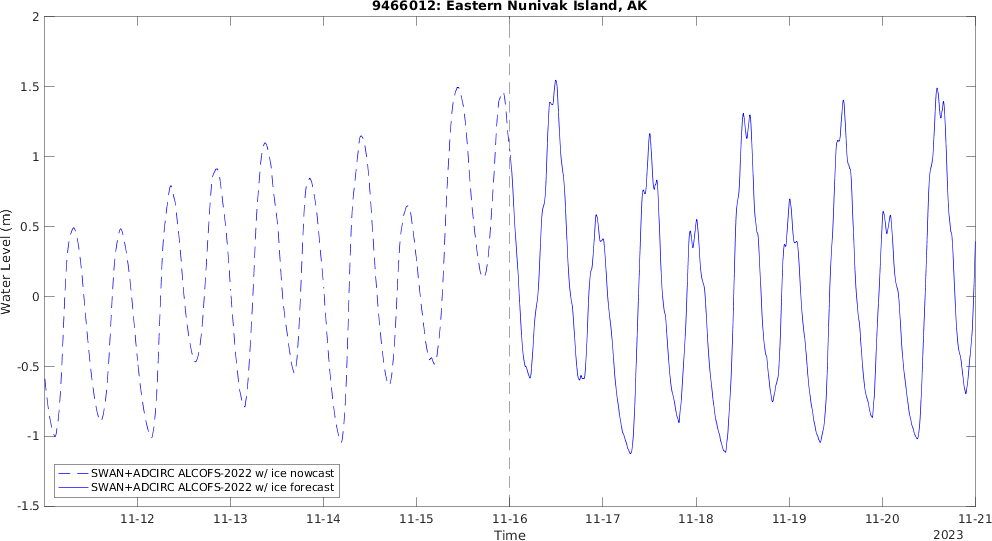 9466012: Eastern Nunivak Island, AK
2
1.5
1
0.5
0
-0.5
-1
-1.5
Water Level (m)
SWAN+ADCIRC ALCOFS-2022 w/ ice nowcast
SWAN+ADCIRC ALCOFS-2022 w/ ice forecast
11-12 11-13 11-14 11-15 11-16 11-17 11-18 11-19 11-20 11-21
Time
2023